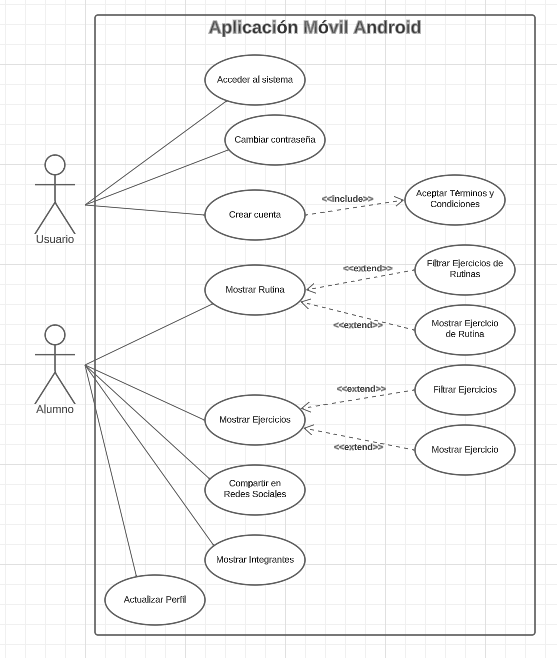 Aplicación Móvil Android
Acceder al sistema
Cambiar contraseña
Usuario
Crear cuenta
<<include>>
Aceptar Términos y
Condiciones
Mostrar Rutina
<<extend>>
Filtrar Ejercicios de
Rutinas
<<extend>>
Mostrar Ejercicio
de Rutina
Alumno
Mostrar Ejercicios
<<extend>>
Filtrar Ejercicios
<<extend>>
Mostrar Ejercicio
Compartir en
Redes Sociales
Mostrar Integrantes
Actualizar Perfil